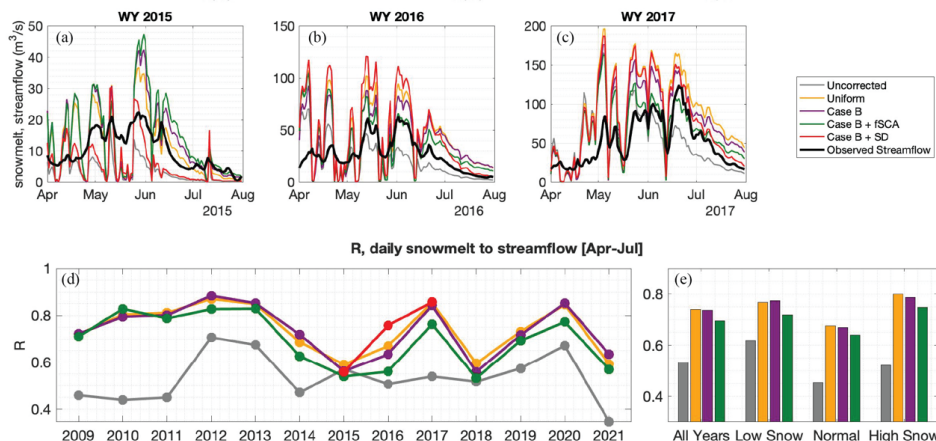 WY 2015
WY 2016
WY 2017
snowmelt, streamflow (m³/s)
(a)
(b)
(c)
50
40
30
20
10
0
150
100
50
0
200
150
100
50
0
Apr May Jun Jul Aug
2015
Apr May Jun Jul Aug
2016
Apr May Jun Jul Aug
2017
Uncorrected
Uniform
Case B
Case B + fSCA
Case B + SD
Observed Streamflow
R, daily snowmelt to streamflow [Apr-Jul]
(d)
R
1
0.8
0.6
0.4
2009 2010 2011 2012 2013 2014 2015 2016 2017 2018 2019 2020 2021
(e)
0.8
0.6
0.4
All Years Low Snow Normal High Snow